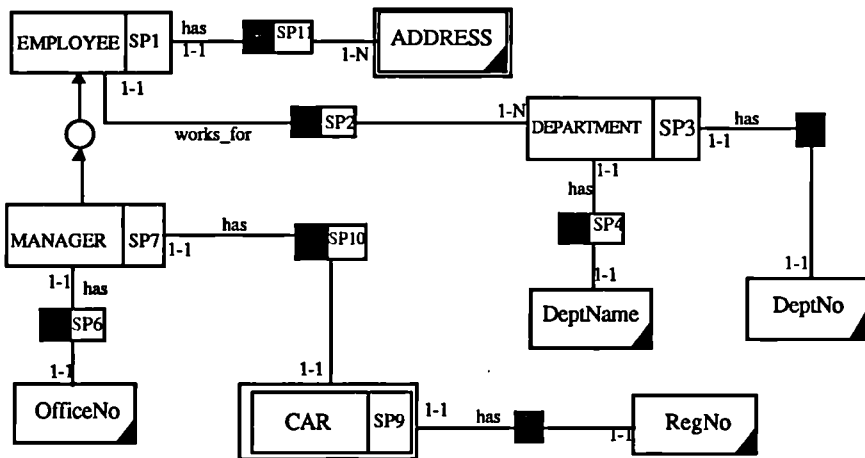 has
SP11
ADDRESS
EMPLOYEE
SP1
1-1
1-N
1-1
works_for
SP2
1-N
DEPARTMENT
SP3
has
1-1
1-1
has
SP4
1-1
MANAGER
SP7
has
1-1
SP10
1-1
has
SP6
1-1
OfficeNo
1-1
DeptName
1-1
DeptNo
CAR
SP9
1-1
has
1-1
RegNo